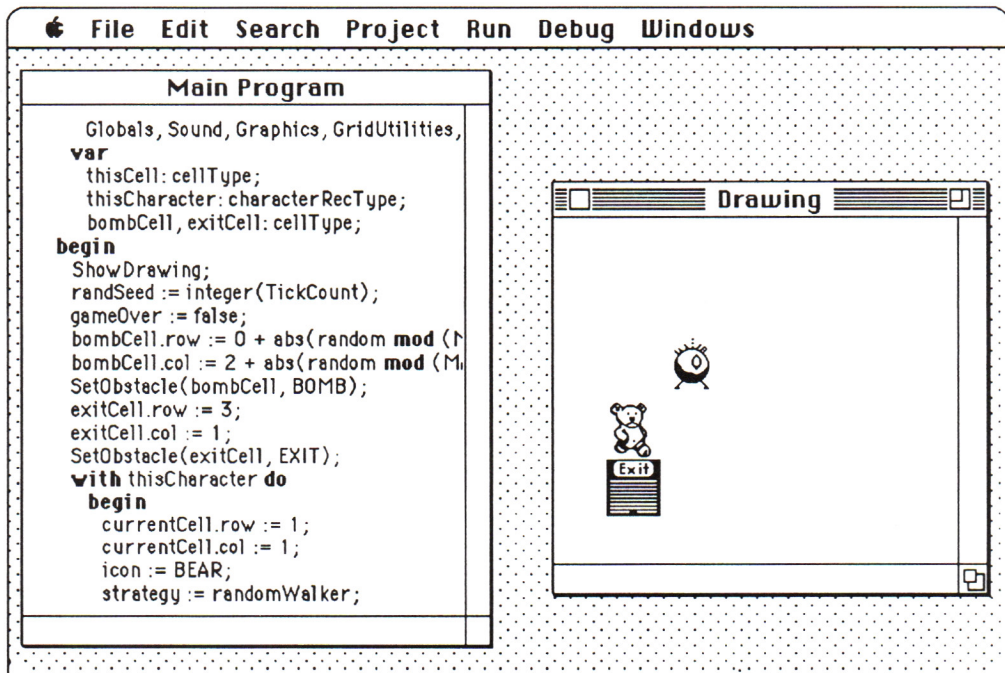 File Edit Search Project Run Debug Windows
Main Program
Globals, Sound, Graphics, GridUtilities,
var
thisCell: cellType;
thisCharacter: characterRecType;
bombCell, exitCell: cellType;
begin
ShowDrawing;
randSeed := integer(TickCount);
gameOver := false;
bombCell.row := 0 + abs(random mod (
bombCell.col := 2 + abs(random mod (
SetObstacle(bombCell, BOMB);
exitCell.row := 3;
exitCell.col := 1;
SetObstacle(exitCell, EXIT);
with thisCharacter do
begin
currentCell.row := 1;
currentCell.col := 1;
icon := BEAR;
strategy := randomWalker;
Drawing
Exit